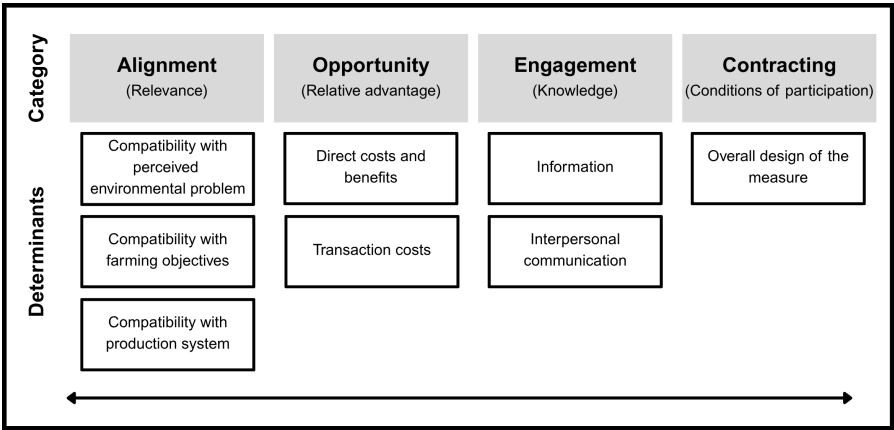 Category
Alignment
(Relevance)
Opportunity
(Relative advantage)
Engagement
(Knowledge)
Contracting
(Conditions of participation)
Determinants
Compatibility with
perceived
environmental problem
Direct costs and
benefits
Information
Overall design of the
measure
Compatibility with
farming objectives
Transaction costs
Interpersonal
communication
Compatibility with
production system